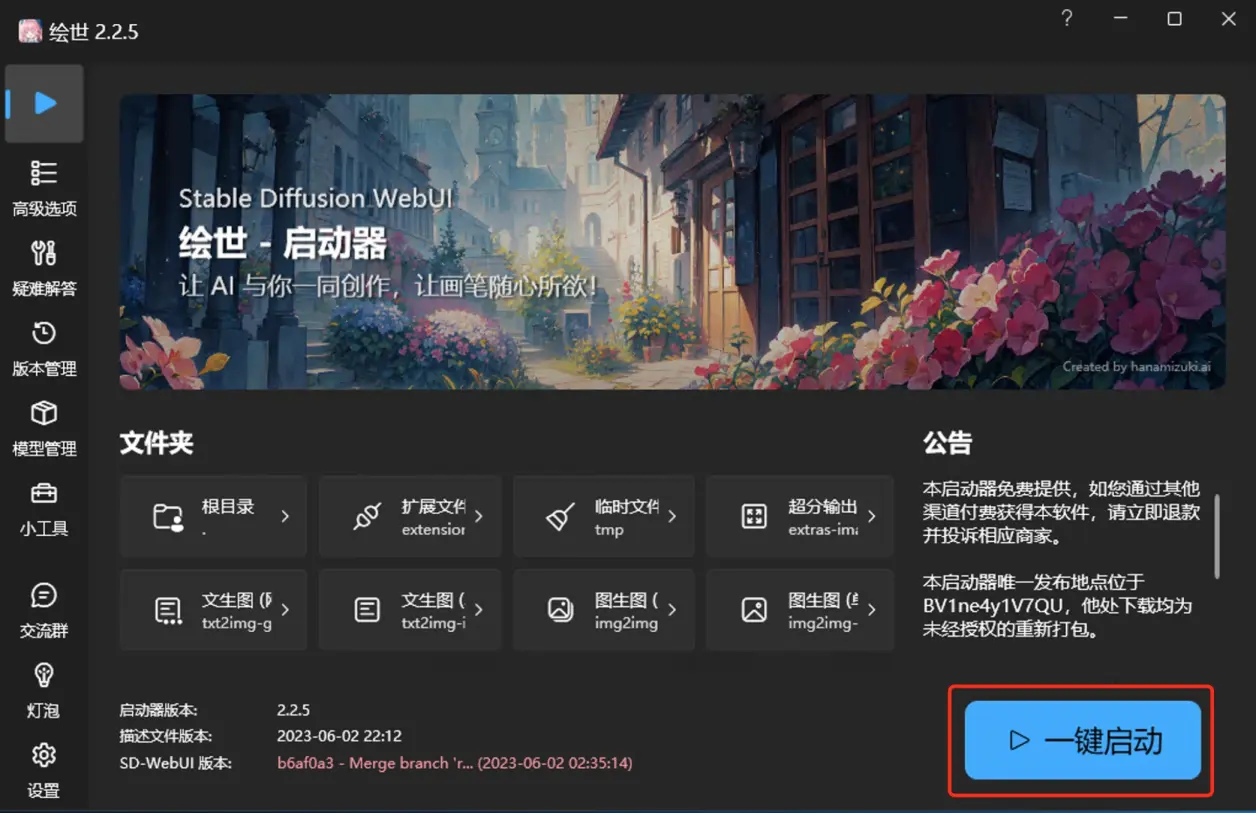 绘世 2.2.5
Stable Diffusion WebUI
绘世 - 启动器
让 AI 与你一同创作，让画笔随心所欲！
Created by hanamizuki.ai
高级选项
疑难解答
版本管理
模型管理
小工具
交流群
灯泡
设置
文件夹
根目录
.
扩展文件
extension
临时文件
tmp
超分输出
extras-ima
文生图 (
txt2img-g
文生图 (
txt2img-i
图生图 (
img2img
图生图 (
img2img-
公告
本启动器免费提供，如您通过其他
渠道付费获得本软件，请立即退款
并投诉相应商家。
本启动器唯一发布地点位于
BV1ne4y1V7QU，他处下载均为
未经授权的重新打包。
启动器版本: 2.2.5
描述文件版本: 2023-06-02 22:12
SD-WebUI 版本: b6af0a3 - Merge branch 'r... (2023-06-02 02:35:14)
一键启动